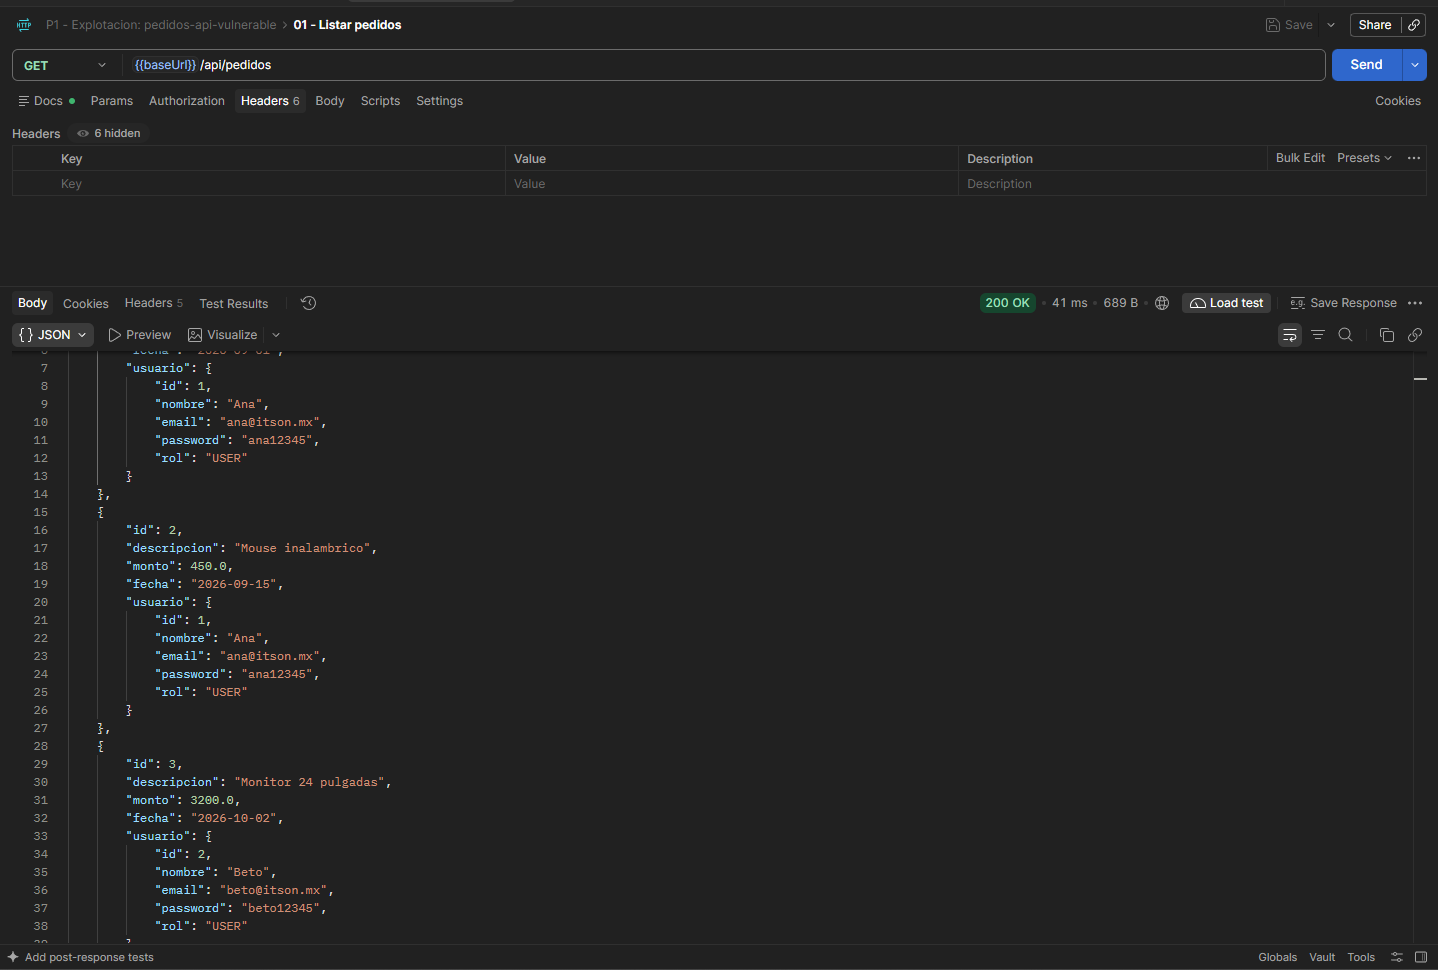 HTTP P1 - Explotacion: pedidos-api-vulnerable > 01 - Listar pedidos Save Share
GET {{baseUrl}} /api/pedidos Send
Docs Params Authorization Headers 6 Body Scripts Settings Cookies
Headers 6 hidden
Key Value Description Bulk Edit Presets
Key Value Description
Body Cookies Headers 5 Test Results 200 OK 41 ms 689 B Load test e.g. Save Response
{} JSON Preview Visualize
6 "fecha": "2026-09-01",
7 "usuario": {
8 "id": 1,
9 "nombre": "Ana",
10 "email": "ana@itson.mx",
11 "password": "ana12345",
12 "rol": "USER"
13 }
14 },
15 {
16 "id": 2,
17 "descripcion": "Mouse inalambrico",
18 "monto": 450.0,
19 "fecha": "2026-09-15",
20 "usuario": {
21 "id": 1,
22 "nombre": "Ana",
23 "email": "ana@itson.mx",
24 "password": "ana12345",
25 "rol": "USER"
26 }
27 },
28 {
29 "id": 3,
30 "descripcion": "Monitor 24 pulgadas",
31 "monto": 3200.0,
32 "fecha": "2026-10-02",
33 "usuario": {
34 "id": 2,
35 "nombre": "Beto",
36 "email": "beto@itson.mx",
37 "password": "beto12345",
38 "rol": "USER"
39 }
Add post-response tests Globals Vault Tools